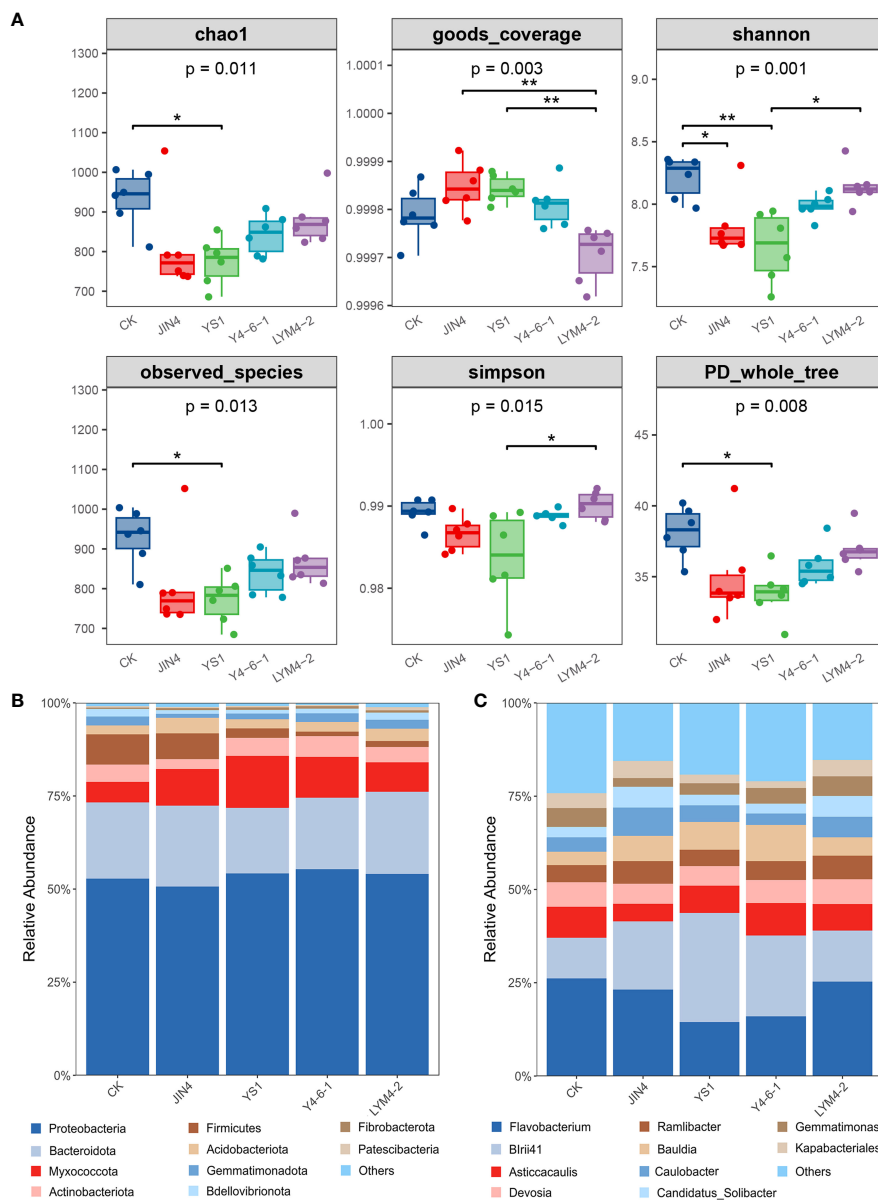 A
chao1
goods_coverage
shannon
p = 0.011
p = 0.003
p = 0.001
1300
1200
1100
1000
900
800
700
1.0001
1.0000
0.9999
0.9998
0.9997
0.9996
9.0
8.5
8.0
7.5
*
**
**
**
*
*
CK
JIN4
YS1
Y4-6-1
LYM4-2
CK
JIN4
YS1
Y4-6-1
LYM4-2
CK
JIN4
YS1
Y4-6-1
LYM4-2
observed_species
simpson
PD_whole_tree
p = 0.013
p = 0.015
p = 0.008
1300
1200
1100
1000
900
800
700
1.00
0.99
0.98
45
40
35
*
*
*
CK
JIN4
YS1
Y4-6-1
LYM4-2
CK
JIN4
YS1
Y4-6-1
LYM4-2
CK
JIN4
YS1
Y4-6-1
LYM4-2
B
Relative Abundance
100%
75%
50%
25%
0%
CK
JIN4
YS1
Y4-6-1
LYM4-2
Proteobacteria
Bacteroidota
Myxococcota
Actinobacteriota
Firmicutes
Acidobacteriota
Gemmatimonadota
Bdellovibrionota
Fibrobacterota
Patescibacteria
Others
C
Relative Abundance
100%
75%
50%
25%
0%
CK
JIN4
YS1
Y4-6-1
LYM4-2
Flavobacterium
BIrii41
Asticcacaulis
Devosia
Ramlibacter
Bauldia
Caulobacter
Candidatus_Solibacter
Gemmatimonas
Kapabacteriales
Others